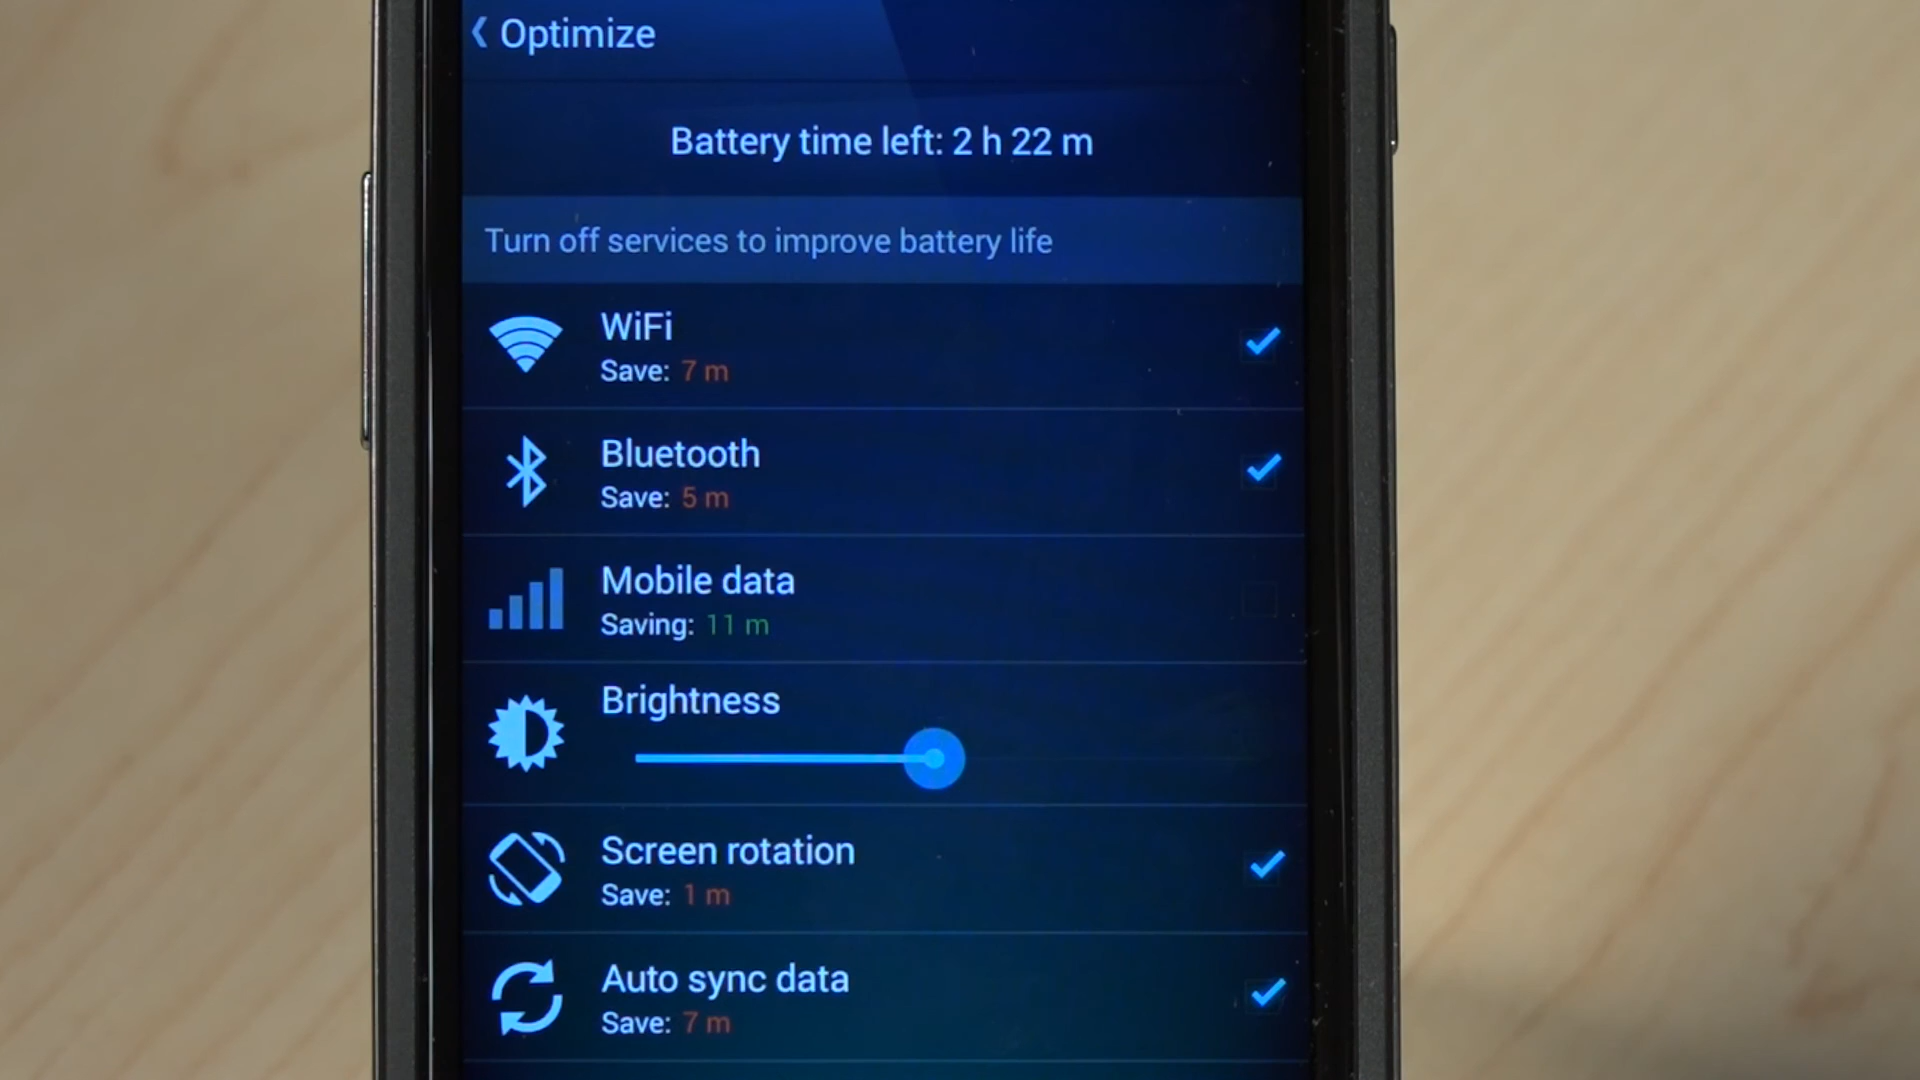 Optimize
Battery time left: 2 h 22 m
Turn off services to improve battery life
WiFi
Save: 7 m
Bluetooth
Save: 5 m
Mobile data
Saving: 11 m
Brightness
Screen rotation
Save: 1 m
Auto sync data
Save: 7 m